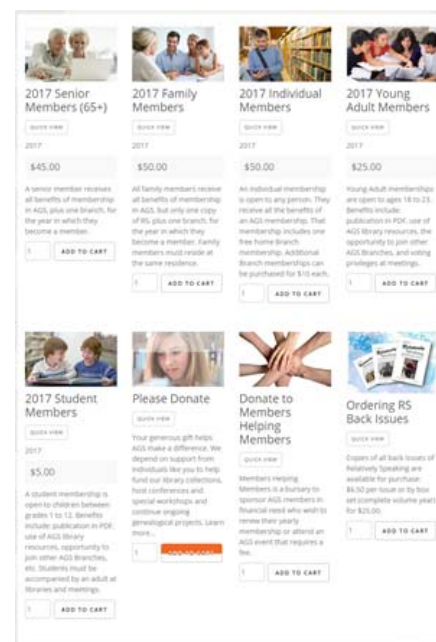 2017 Senior
Members (65+)
QUICK VIEW
2017
$45.00
A senior member receives
all benefits of membership
in AGS, plus one branch, for
the year in which they
become a member.
1
ADD TO CART
2017 Family
Members
QUICK VIEW
2017
$50.00
All family members receive
all benefits of membership
in AGS, but only one copy
of RS, plus one branch, for
the year in which they
become a member. Family
members must reside at
the same residence.
1
ADD TO CART
2017 Individual
Members
QUICK VIEW
2017
$50.00
An individual membership
is open to any person. They
receive all the benefits of
an AGS membership. That
membership includes one
free home Branch
membership. Additional
Branch memberships can
be purchased for $10 each.
1
ADD TO CART
2017 Young
Adult Members
QUICK VIEW
2017
$25.00
Young Adult memberships
are open to ages 18 to 23.
Benefits include:
publication in PDF, use of
AGS library resources, the
opportunity to join other
AGS Branches, and voting
privileges at meetings.
1
ADD TO CART
2017 Student
Members
QUICK VIEW
2017
$5.00
A student membership is
open to children between
grades 1 to 12. Benefits
include: publication in PDF,
use of AGS library
resources, opportunity to
join other AGS Branches,
etc. Students must be
accompanied by an adult at
libraries and meetings.
1
ADD TO CART
Please Donate
QUICK VIEW
Your generous gift helps
AGS make a difference. We
depend on support from
individuals like you to help
fund our library collections,
host conferences and
special workshops and
continue ongoing
genealogical projects. Learn
more...
1
ADD TO CART
Donate to
Members
Helping
Members
QUICK VIEW
Members Helping
Members is a bursary to
sponsor AGS members in
financial need who wish to
renew their yearly
membership or attend an
AGS event that requires a
fee.
1
ADD TO CART
Ordering RS
Back Issues
QUICK VIEW
Copies of all back issues of
Relatively Speaking are
available for purchase:
$6.50 per issue or by box
set (complete volume year)
for $25.00.
1
ADD TO CART